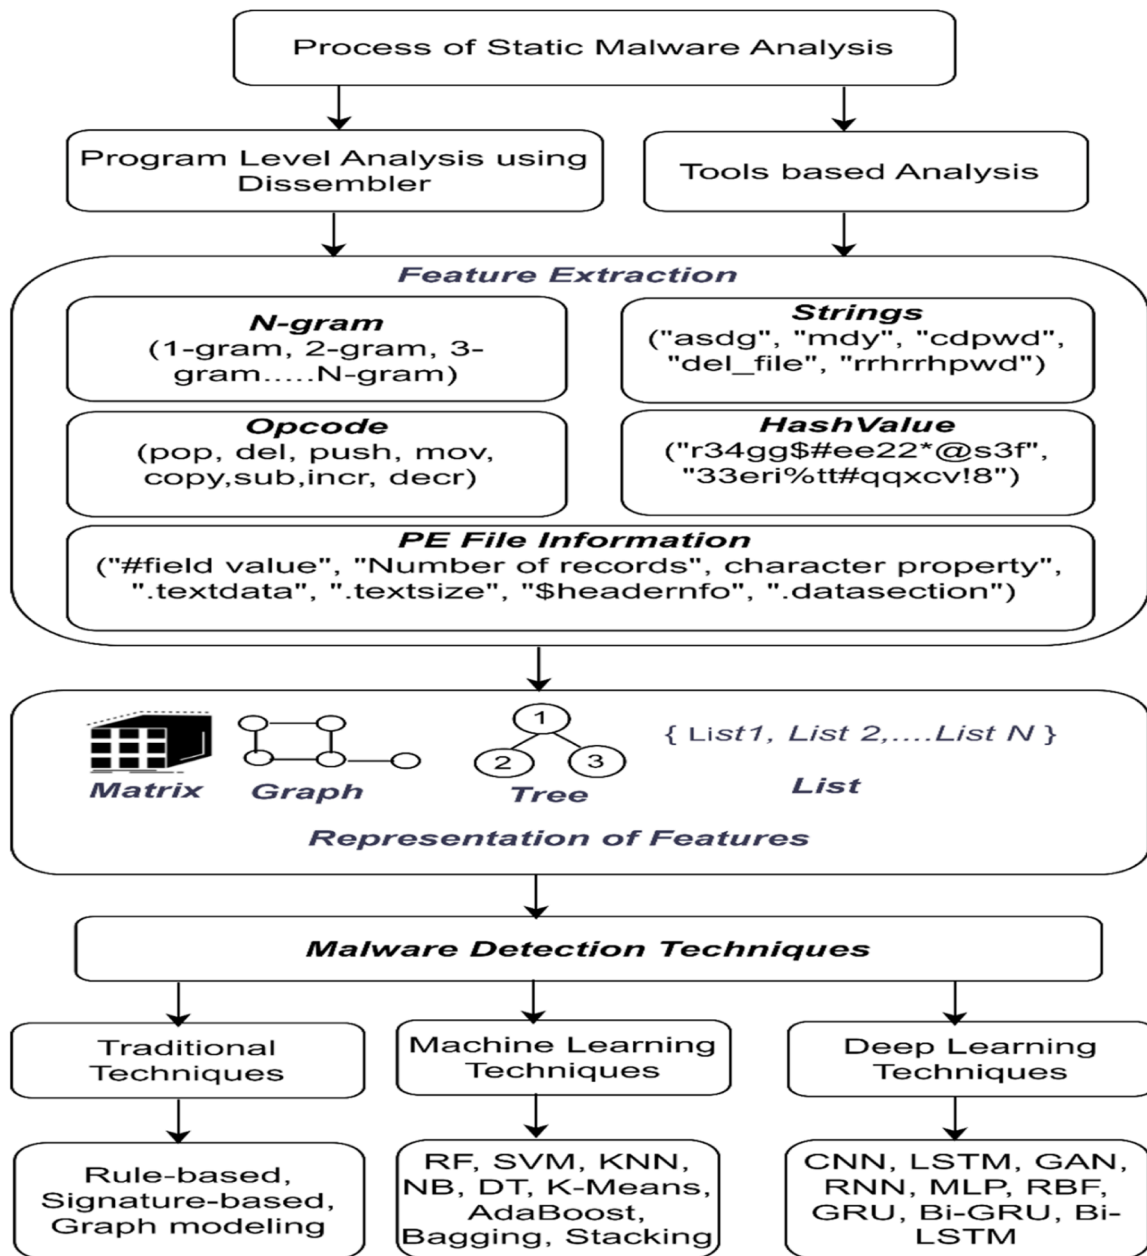 Process of Static Malware Analysis
Program Level Analysis using
Dissembler
Tools based Analysis
Feature Extraction
N-gram
(1-gram, 2-gram, 3-
gram.....N-gram)
Strings
("asdg", "mdy", "cdpwd",
"del_file", "rrhrrhpwd")
Opcode
(pop, del, push, mov,
copy,sub,incr, decr)
HashValue
("r34gg$#ee22*@s3f",
"33eri%tt#qqxcv!8")
PE File Information
("#field value", "Number of records", character property",
".textdata", ".textsize", "$headernfo", ".datasection")
1
2
3
{ List1, List 2,....List N }
Matrix
Graph
Tree
List
Representation of Features
Malware Detection Techniques
Traditional
Techniques
Machine Learning
Techniques
Deep Learning
Techniques
Rule-based,
Signature-based,
Graph modeling
RF, SVM, KNN,
NB, DT, K-Means,
AdaBoost,
Bagging, Stacking
CNN, LSTM, GAN,
RNN, MLP, RBF,
GRU, Bi-GRU, Bi-
LSTM